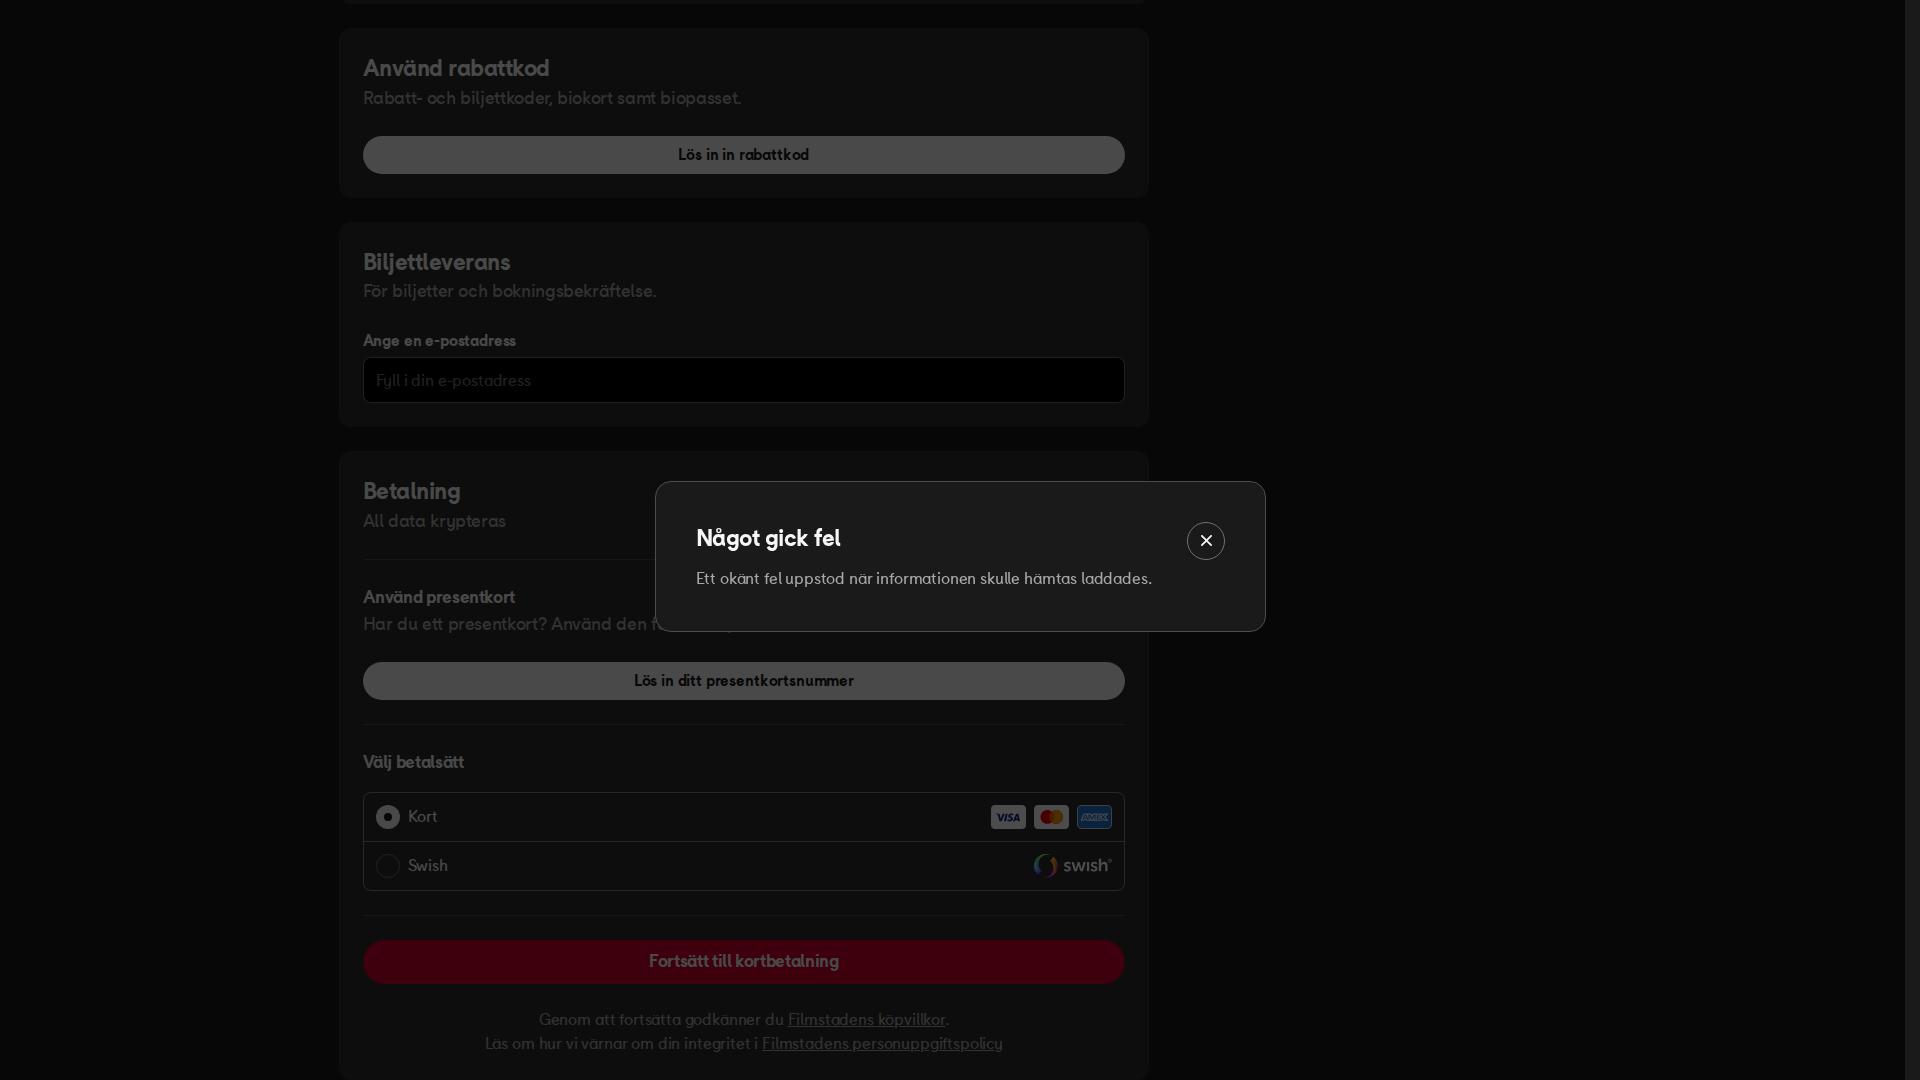 Använd rabattkod
Rabatt- och biljettkoder, biokort samt biopasset.
Lös in in rabattkod
Biljettleverans
För biljetter och bokningsbekräftelse.
Ange en e-postadress
Fyll i din e-postadress
Betalning
All data krypteras
Något gick fel
Ett okänt fel uppstod när informationen skulle hämtas laddades.
Använd presentkort
Har du ett presentkort? Använd den
Lös in ditt presentkortsnummer
Välj betalsätt
Kort
VISA
AMEX
Swish
swish
Fortsätt till kortbetalning
Genom att fortsätta godkänner du Filmstadens köpvillkor.
Läs om hur vi värnar om din integritet i Filmstadens personuppgiftspolicy